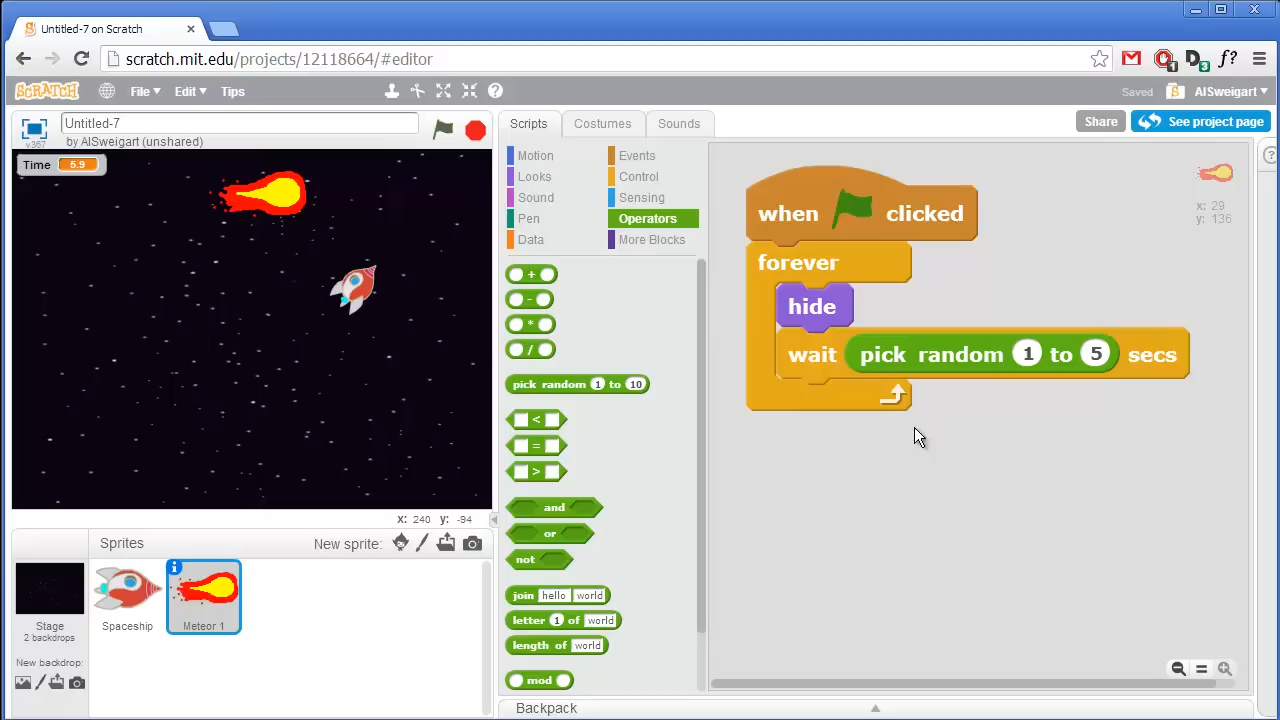 Untitled-7 on Scratch
scratch.mit.edu/projects/12118664/#editor
1
D
3
f?
SCRATCH
File
Edit
Tips
Saved
AlSweigart
v367
Untitled-7
by AlSweigart (unshared)
Scripts
Costumes
Sounds
Share
See project page
Time 5.9
Motion
Events
Looks
Control
Sound
Sensing
Pen
Operators
Data
More Blocks
+
-
*
/
pick random 1 to 10
<
=
>
and
or
not
join hello world
letter 1 of world
length of world
mod
when clicked
forever
hide
wait pick random 1 to 5 secs
x: 29
y: 136
x: 240 y: -94
Sprites
New sprite:
Stage
2 backdrops
New backdrop:
Spaceship
Meteor 1
Backpack